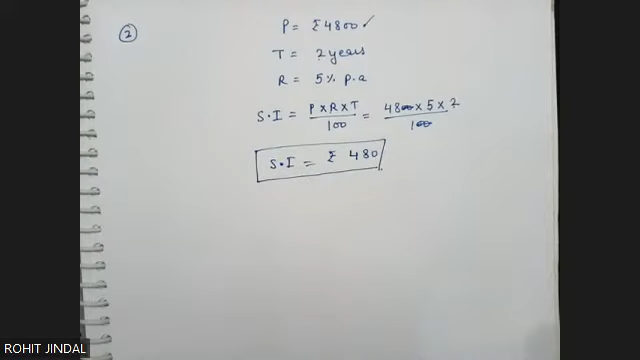 (2)
P = ₹4800 ✓
T = 2 years
R = 5% p.a
S.I = P x R x T / 100 = 4800 x 5 x 2 / 100
S.I = ₹ 480
ROHIT JINDAL